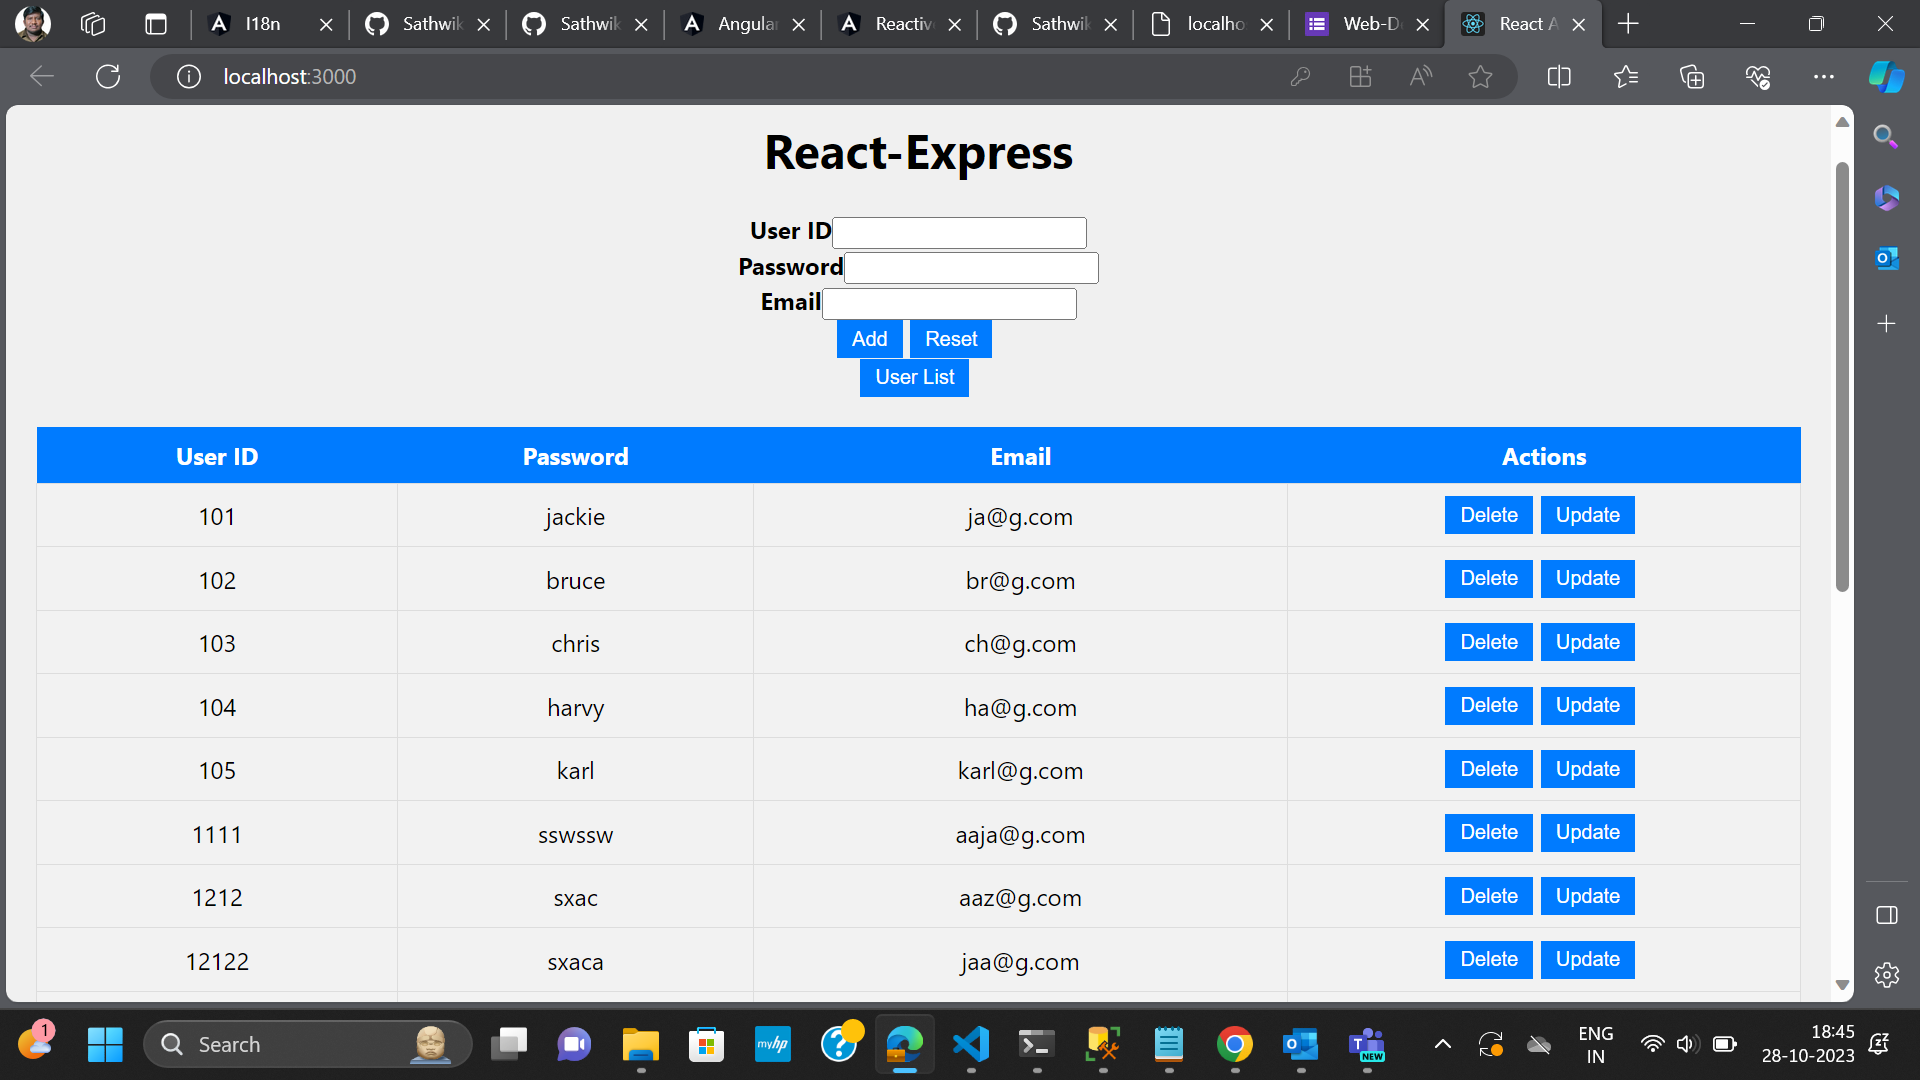 I18n Sathwik Sathwik Angular Reactive Sathwik localho Web-De React A
localhost:3000
React-Express
User ID
Password
Email
Add Reset
User List
User ID Password Email Actions
101 jackie ja@g.com Delete Update
102 bruce br@g.com Delete Update
103 chris ch@g.com Delete Update
104 harvy ha@g.com Delete Update
105 karl karl@g.com Delete Update
1111 sswssw aaja@g.com Delete Update
1212 sxac aaz@g.com Delete Update
12122 sxaca jaa@g.com Delete Update
1 Search myhp NEW ENG 18:45
IN 28-10-2023